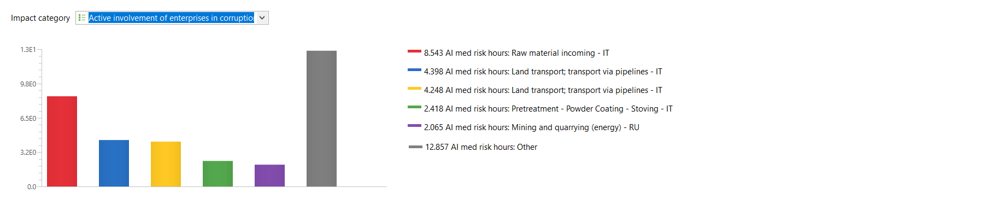 Impact category Active involvement of enterprises in corruption
1.3E1
9.8E0
6.5E0
3.2E0
0.0
8.543 AI med risk hours: Raw material incoming - IT
4.398 AI med risk hours: Land transport; transport via pipelines - IT
4.248 AI med risk hours: Land transport; transport via pipelines - IT
2.418 AI med risk hours: Pretreatment - Powder Coating - Stoving - IT
2.065 AI med risk hours: Mining and quarrying (energy) - RU
12.857 AI med risk hours: Other